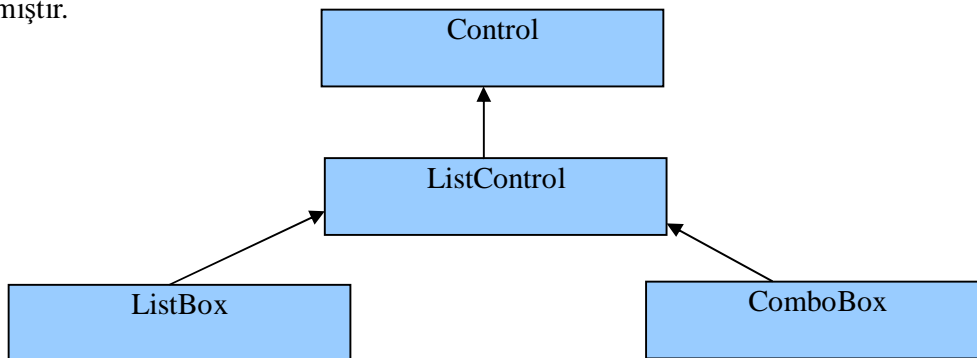 mıştır.
Control
ListControl
ListBox
ComboBox